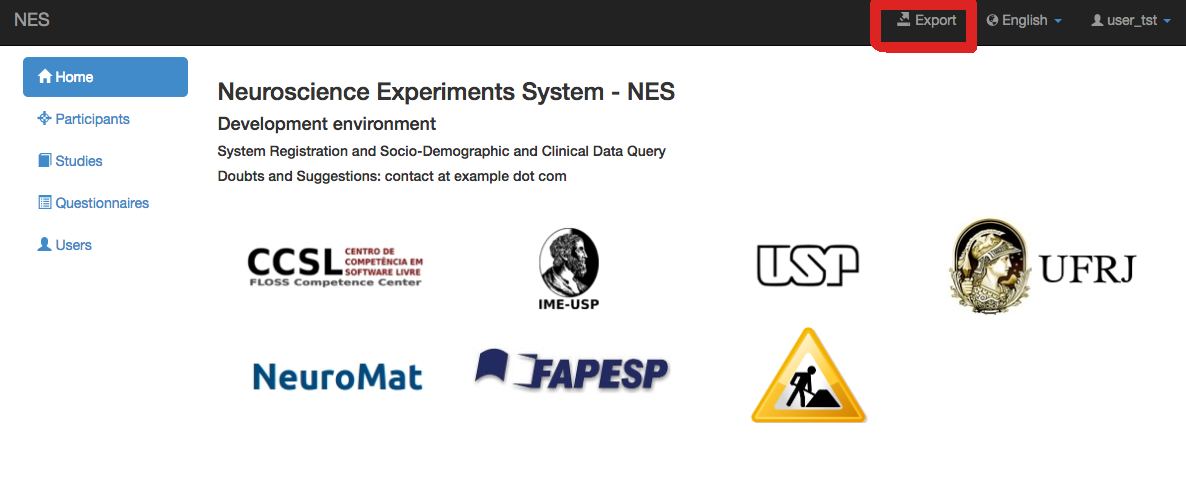 NES
Export
English
user_tst
Home
Participants
Studies
Questionnaires
Users
Neuroscience Experiments System - NES
Development environment
System Registration and Socio-Demographic and Clinical Data Query
Doubts and Suggestions: contact at example dot com
CCSL
CENTRO DE
COMPETÊNCIA EM
SOFTWARE LIVRE
FLOSS Competence Center
IME-USP
USP
UFRJ
NeuroMat
FAPESP